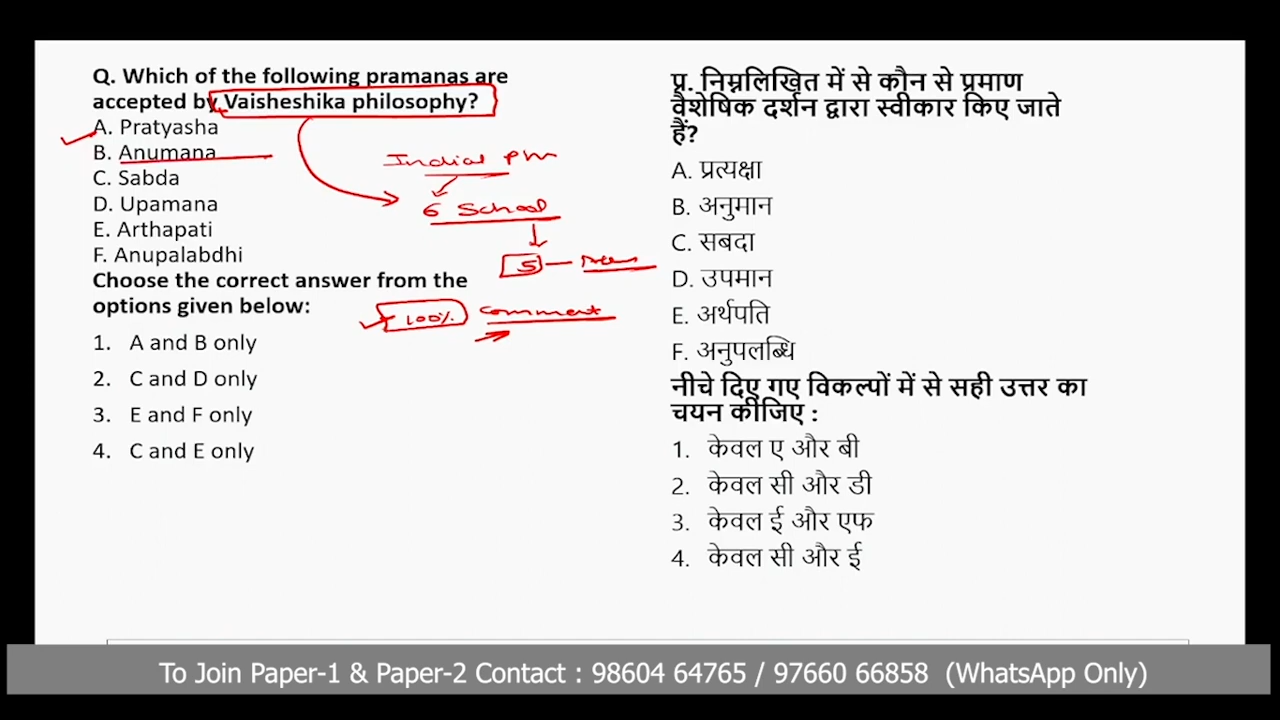 Q. Which of the following pramanas are
accepted by Vaisheshika philosophy?
A. Pratyasha
B. Anumana
C. Sabda
D. Upamana
E. Arthapati
F. Anupalabdhi
Choose the correct answer from the
options given below:
1. A and B only
2. C and D only
3. E and F only
4. C and E only
6 School
5
100% comment
प्र. निम्नलिखित में से कौन से प्रमाण
वैशेषिक दर्शन द्वारा स्वीकार किए जाते
हैं?
A. प्रत्यक्षा
B. अनुमान
C. सबदा
D. उपमान
E. अर्थपति
F. अनुपलब्धि
नीचे दिए गए विकल्पों में से सही उत्तर का
चयन कीजिए :
1. केवल ए और बी
2. केवल सी और डी
3. केवल ई और एफ
4. केवल सी और ई
To Join Paper-1 & Paper-2 Contact : 98604 64765 / 97660 66858 (WhatsApp Only)